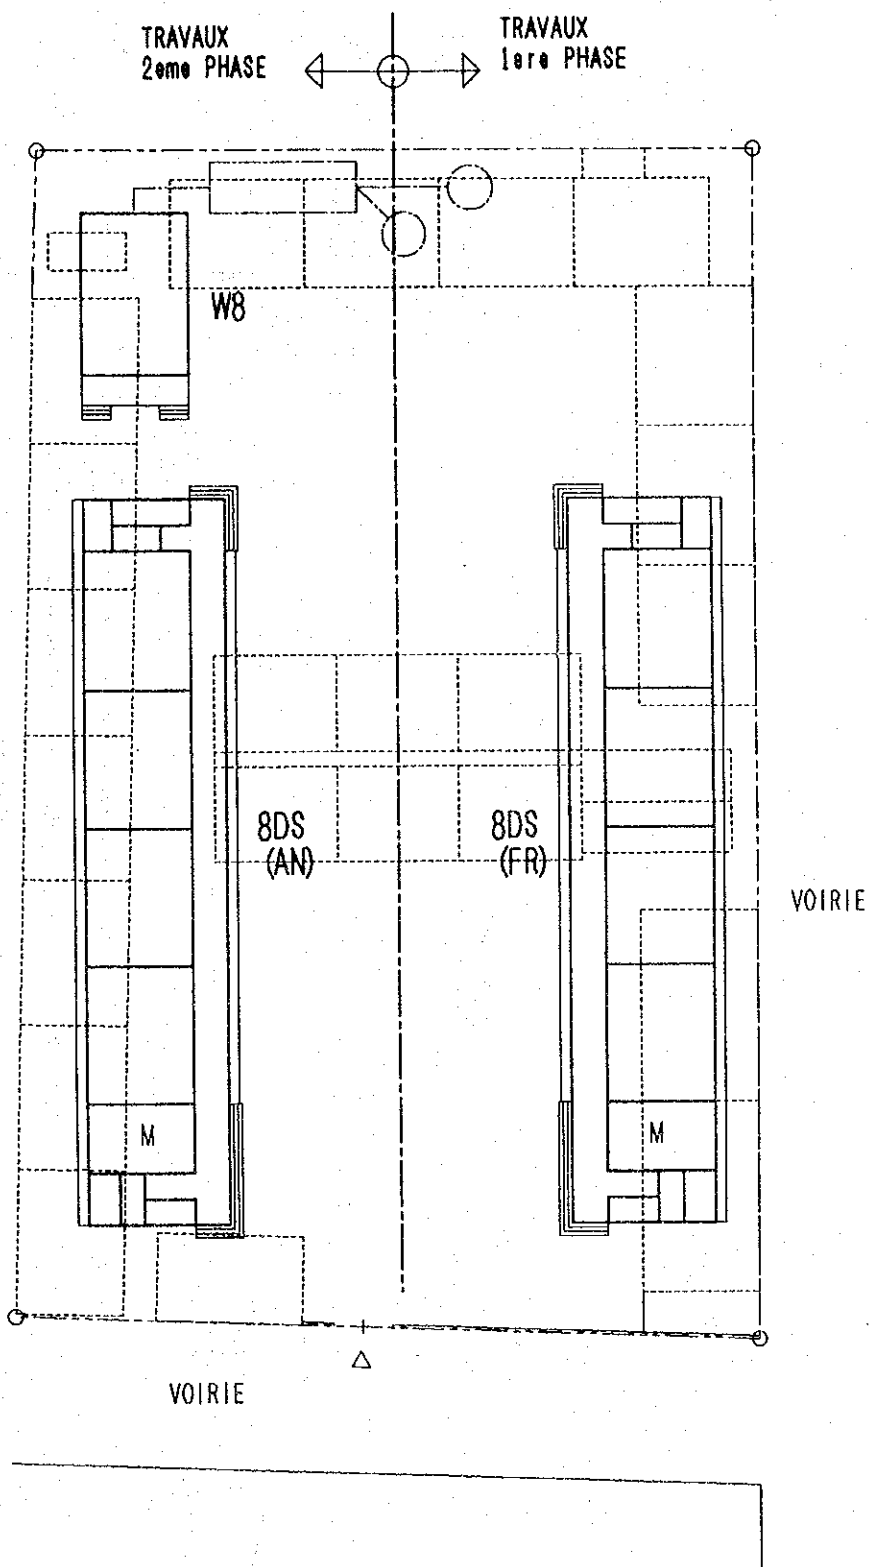 TRAVAUX
2eme PHASE
TRAVAUX
1ere PHASE
W8
8DS
(AN)
8DS
(FR)
VOIRIE
M
M
VOIRIE